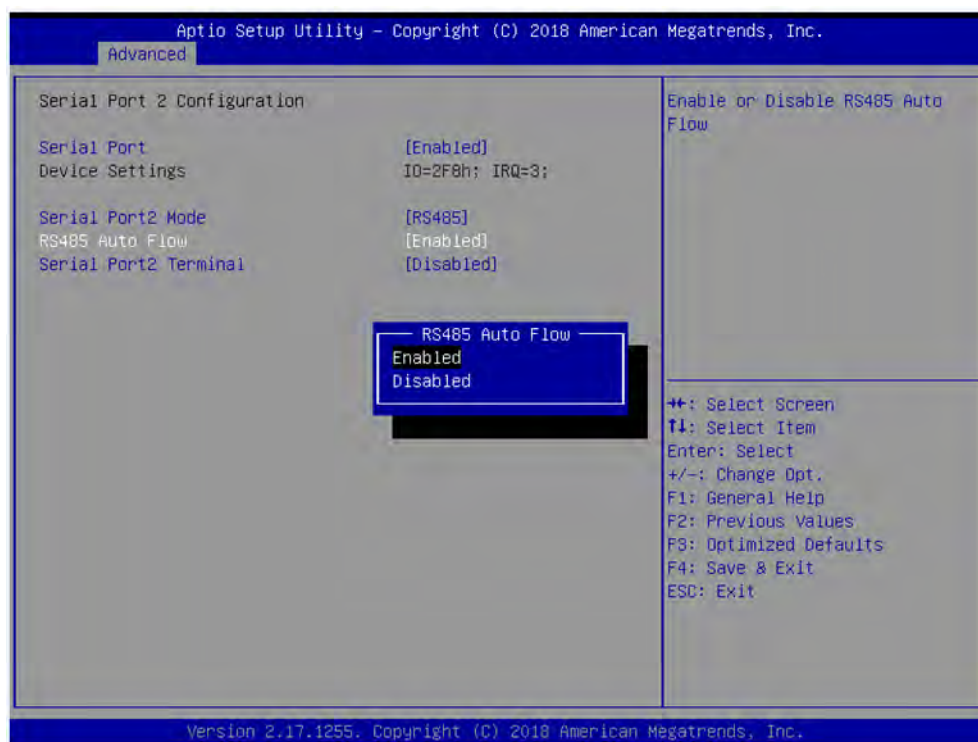 Aptio Setup Utility – Copyright (C) 2018 American Megatrends, Inc.
Advanced
Serial Port 2 Configuration
Serial Port [Enabled]
Device Settings IO=2F8h; IRQ=3;
Serial Port2 Mode [RS485]
RS485 Auto Flow [Enabled]
Serial Port2 Terminal [Disabled]
RS485 Auto Flow
Enabled
Disabled
Enable or Disable RS485 Auto
Flow
→←: Select Screen
↑↓: Select Item
Enter: Select
+/-: Change Opt.
F1: General Help
F2: Previous Values
F3: Optimized Defaults
F4: Save & Exit
ESC: Exit
Version 2.17.1255. Copyright (C) 2018 American Megatrends, Inc.